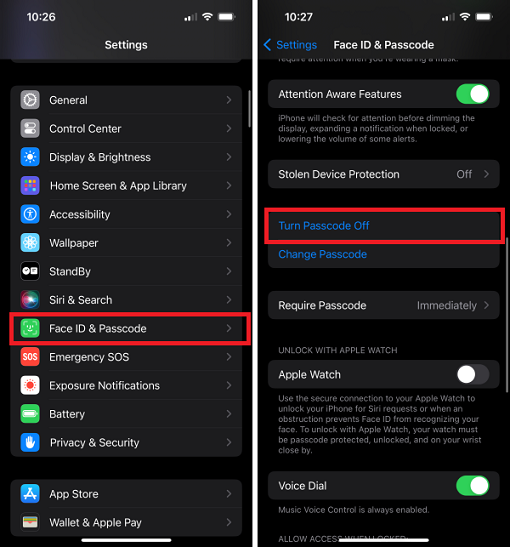 10:26
Settings
General
Control Center
Display & Brightness
Home Screen & App Library
Accessibility
Wallpaper
StandBy
Siri & Search
Face ID & Passcode
SOS
Emergency SOS
Exposure Notifications
Battery
Privacy & Security
App Store
Wallet & Apple Pay
10:27
Settings
Face ID & Passcode
require attention when you're wearing a mask.
Attention Aware Features
iPhone will check for attention before dimming the
display, expanding a notification when locked, or
lowering the volume of some alerts.
Stolen Device Protection Off
Turn Passcode Off
Change Passcode
Require Passcode Immediately
UNLOCK WITH APPLE WATCH
Apple Watch
Use the secure connection to your Apple Watch to
unlock your iPhone for Siri requests or when an
obstruction prevents Face ID from recognizing your
face. To unlock with Apple Watch, your watch must
be passcode protected, unlocked, and on your wrist
close by.
Voice Dial
Music Voice Control is always enabled.
ALLOW ACCESS WHEN LOCKED: